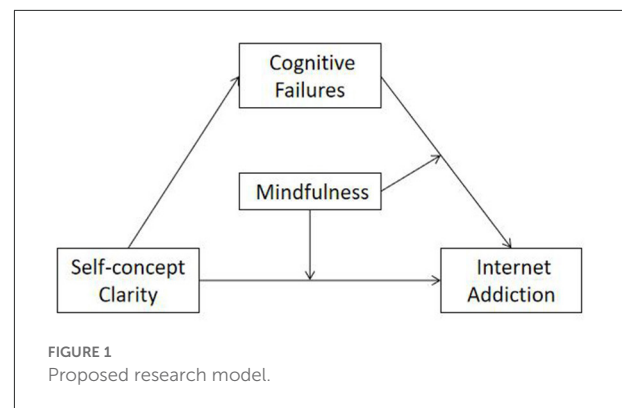 Cognitive
Failures
Mindfulness
Self-concept
Clarity
Internet
Addiction
FIGURE 1
Proposed research model.